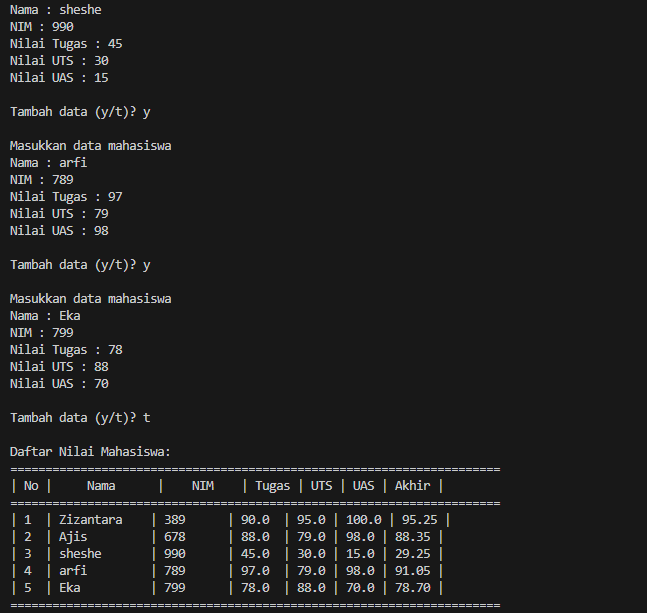 Nama : sheshe
NIM : 990
Nilai Tugas : 45
Nilai UTS : 30
Nilai UAS : 15
Tambah data (y/t)? y
Masukkan data mahasiswa
Nama : arfi
NIM : 789
Nilai Tugas : 97
Nilai UTS : 79
Nilai UAS : 98
Tambah data (y/t)? y
Masukkan data mahasiswa
Nama : Eka
NIM : 799
Nilai Tugas : 78
Nilai UTS : 88
Nilai UAS : 70
Tambah data (y/t)? t
Daftar Nilai Mahasiswa:
======================================================================
| No |     Nama      |    NIM    | Tugas | UTS | UAS | Akhir |
======================================================================
| 1  | Zizantara    | 389      | 90.0  | 95.0 | 100.0 | 95.25 |
| 2  | Ajis         | 678      | 88.0  | 79.0 | 98.0 | 88.35 |
| 3  | sheshe       | 990      | 45.0  | 30.0 | 15.0 | 29.25 |
| 4  | arfi         | 789      | 97.0  | 79.0 | 98.0 | 91.05 |
| 5  | Eka          | 799      | 78.0  | 88.0 | 70.0 | 78.70 |
======================================================================